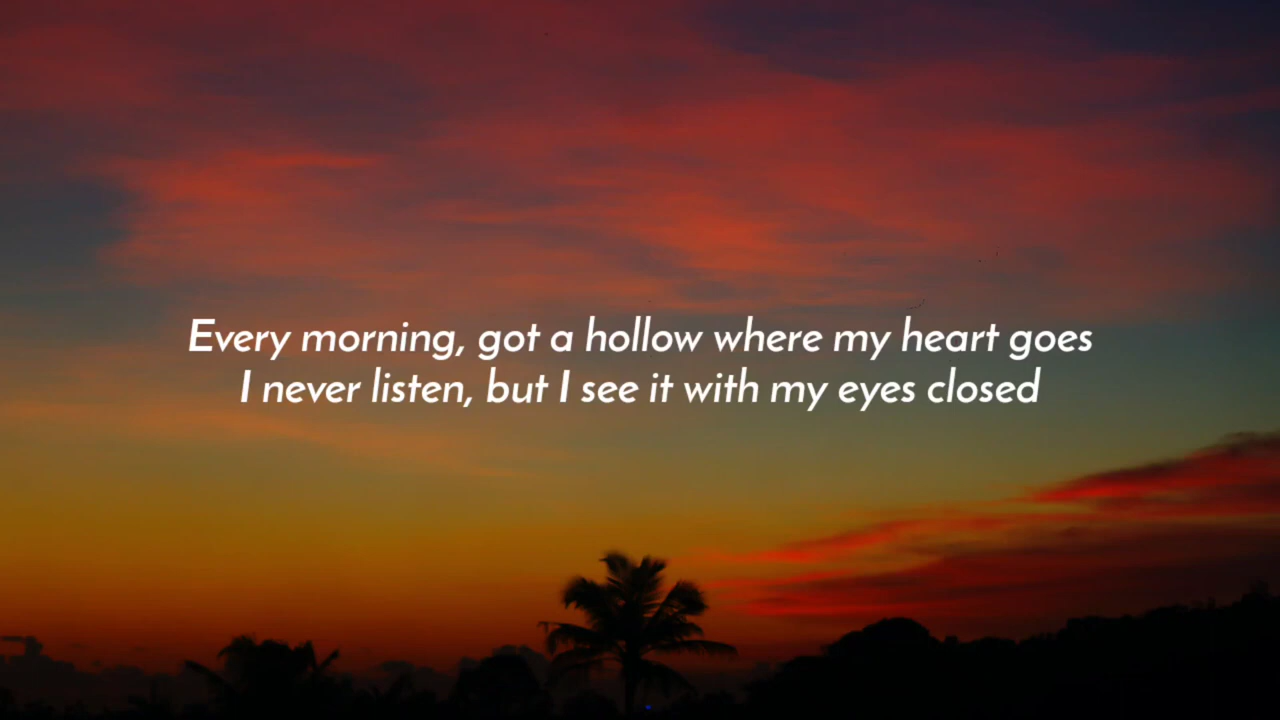 Every morning, got a hollow where my heart goes
I never listen, but I see it with my eyes closed